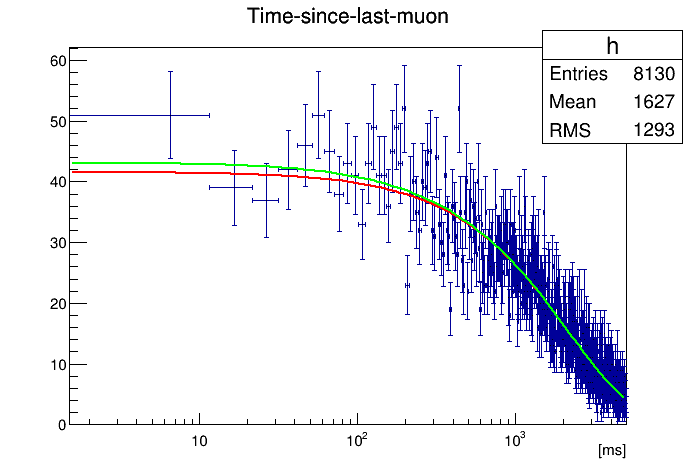 Time-since-last-muon
h
Entries 8130
Mean 1627
RMS 1293
60
50
40
30
20
10
0
10 10² 10³
[ms]